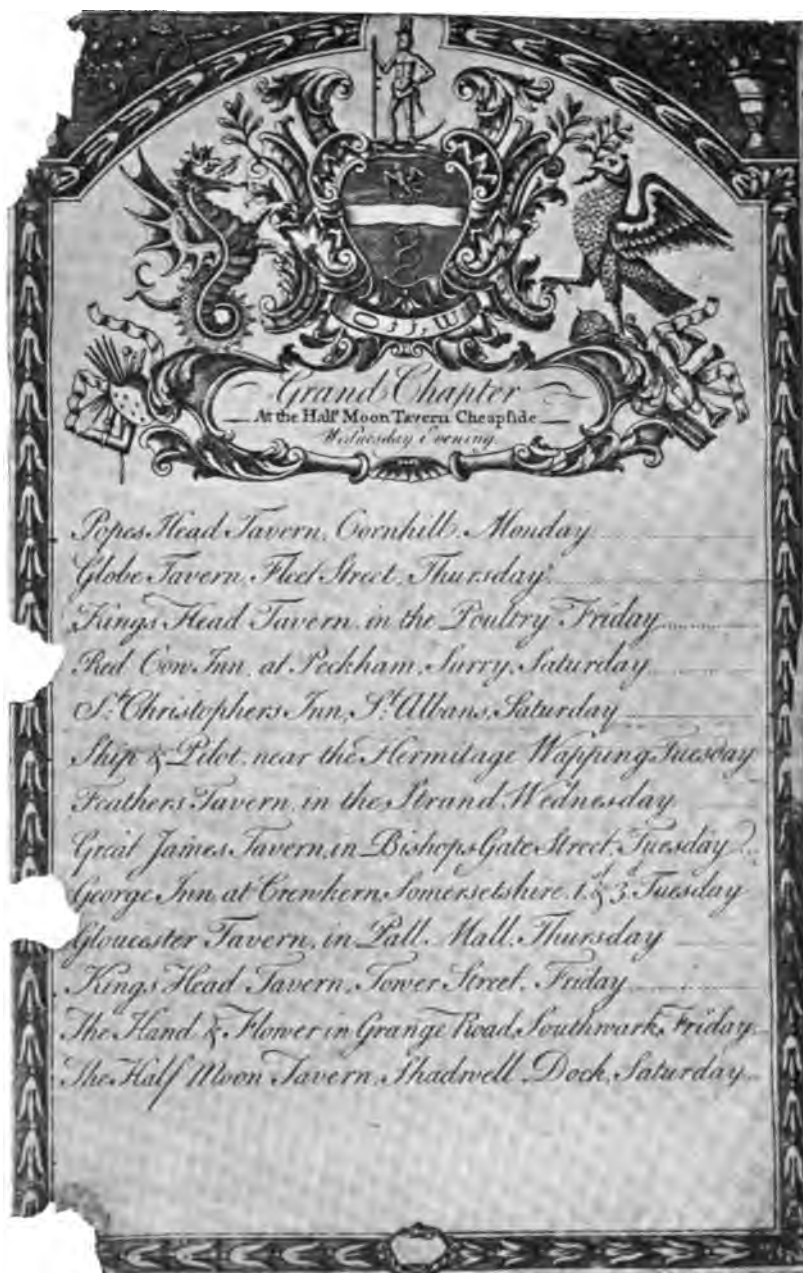 Grand Chapter
At the Half Moon Tavern Cheapſide
Wednesday Evening.
Popes Head Tavern, Cornhill, Monday
Globe Tavern, Fleet Street, Thursday
Kings Head Tavern, in the Poultry Friday
Red Cow Inn, at Peckham, Surry, Saturday
St. Christophers Inn, St. Albans, Saturday
Ship & Pilot, near the Hermitage Wapping, Tuesday
Feathers Tavern, in the Strand, Wednesday
Great James Tavern, in Bishops Gate Street, Tuesday
George Inn, at Crewkern, Somersetshire, 1st & 3d Tuesday
Gloucester Tavern, in Pall Mall, Thursday
Kings Head Tavern, Tower Street, Friday
The Hand & Flower in Grange Road, Southwark, Friday
The Half Moon Tavern, Shadwell Dock, Saturday